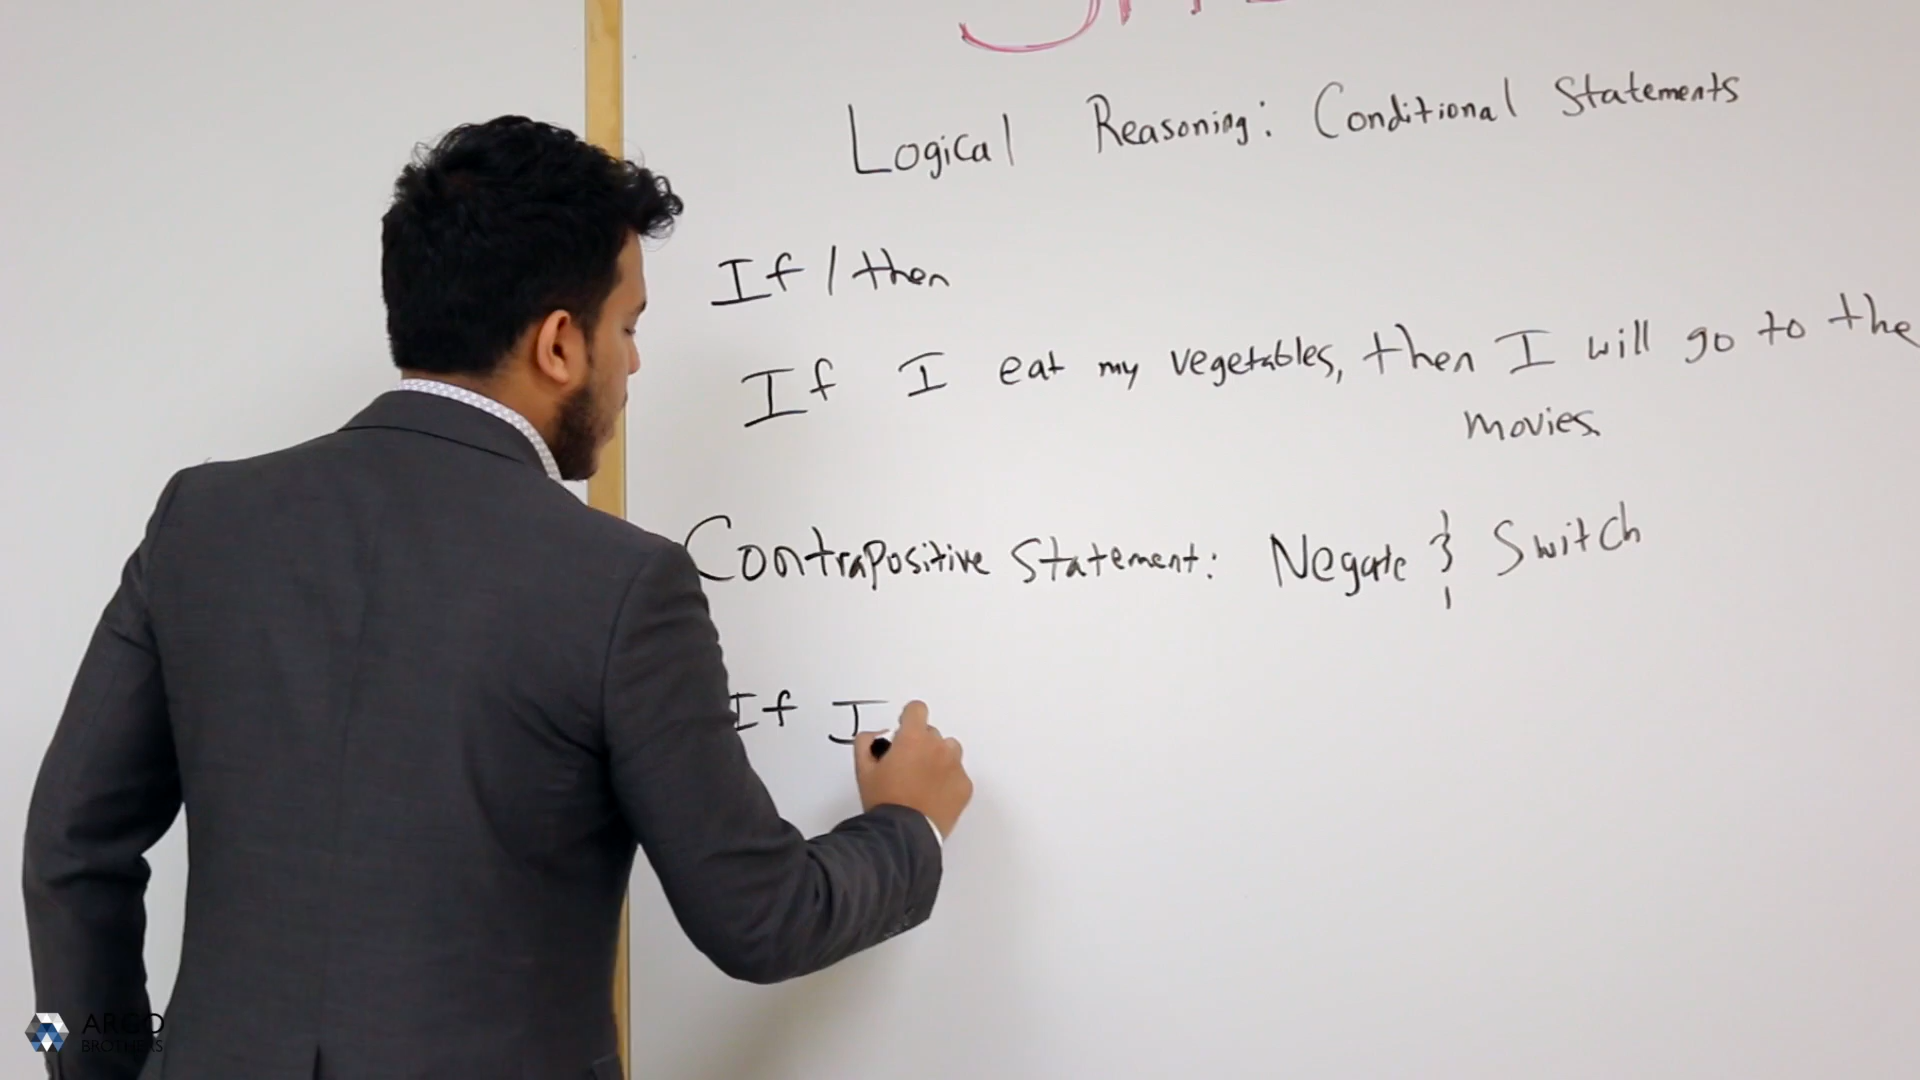 Logical Reasoning: Conditional Statements
If / then
If I eat my vegetables, then I will go to the
movies.
Contrapositive Statement: Negate & Switch
If I
ARGO
BROTHERS